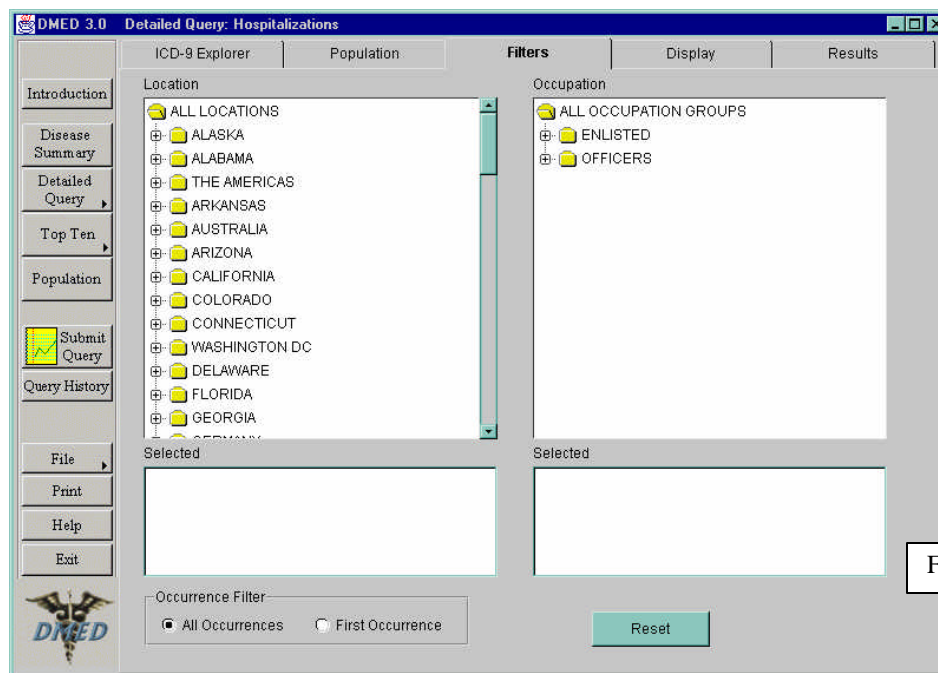 DMED 3.0 Detailed Query: Hospitalizations
ICD-9 Explorer Population Filters Display Results
Introduction
Disease
Summary
Detailed
Query
Top Ten
Population
Submit
Query
Query History
File
Print
Help
Exit
DMED
Location
ALL LOCATIONS
ALASKA
ALABAMA
THE AMERICAS
ARKANSAS
AUSTRALIA
ARIZONA
CALIFORNIA
COLORADO
CONNECTICUT
WASHINGTON DC
DELAWARE
FLORIDA
GEORGIA
Selected
Occupation
ALL OCCUPATION GROUPS
ENLISTED
OFFICERS
Selected
Occurrence Filter
All Occurrences First Occurrence
Reset
F